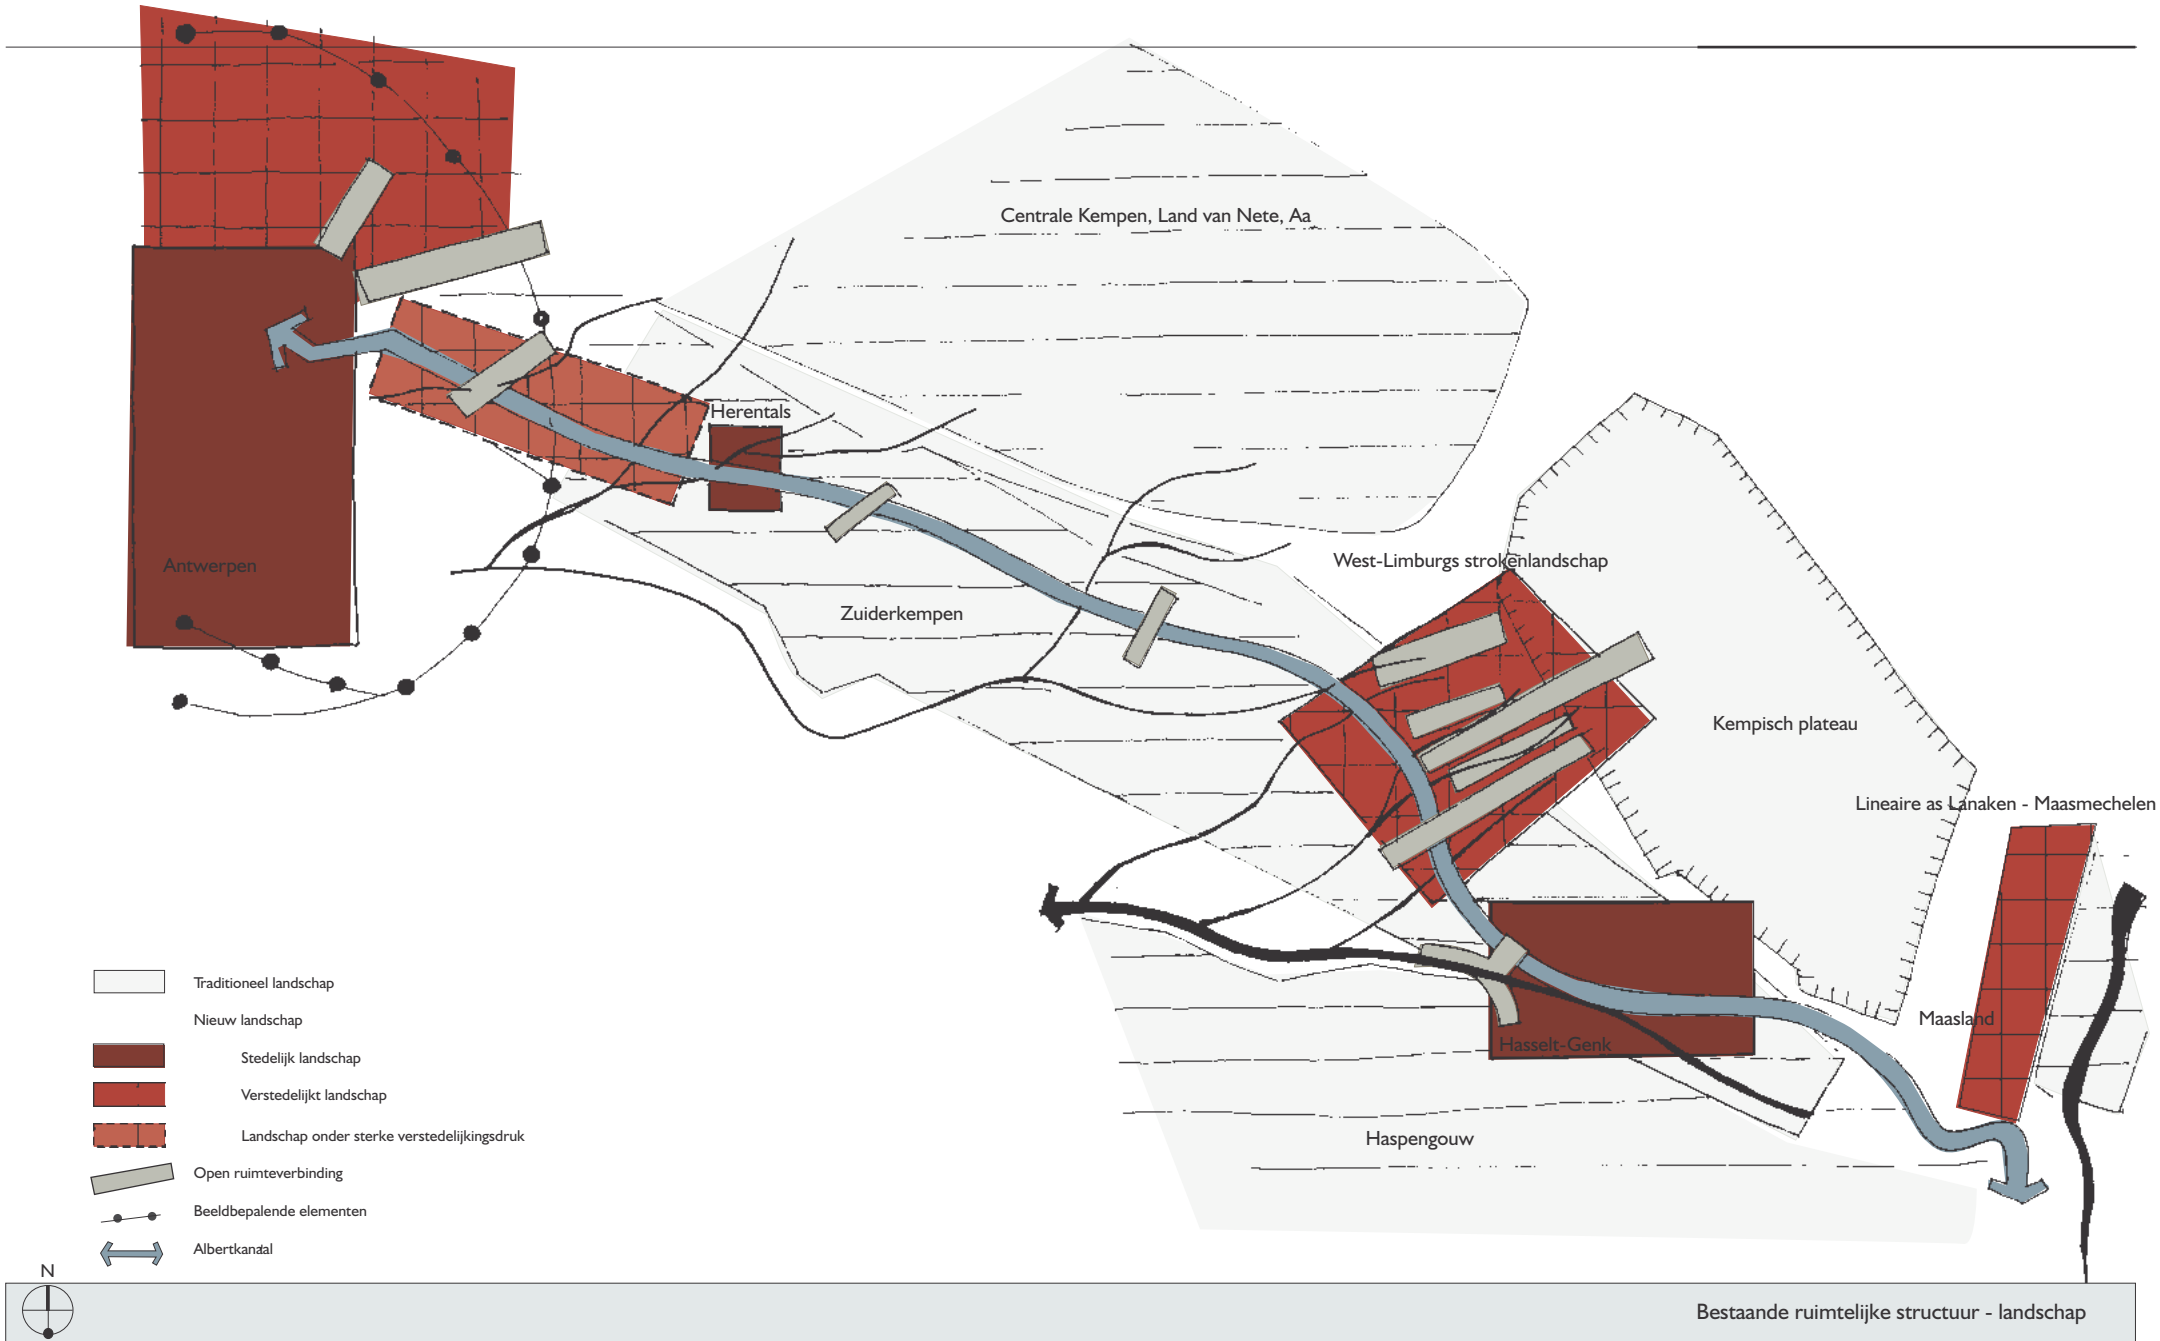 Centrale Kempen, Land van Nete, Aa
Herentals
Antwerpen
West-Limburgs strokenlandschap
Zuiderkempen
Kempisch plateau
Lineaire as Lanaken - Maasmechelen
Maasland
Hasselt-Genk
Haspengouw
Traditioneel landschap
Nieuw landschap
Stedelijk landschap
Verstedelijkt landschap
Landschap onder sterke verstedelijkingsdruk
Open ruimteverbinding
Beeldbepalende elementen
Albertkanaal
N
Bestaande ruimtelijke structuur - landschap